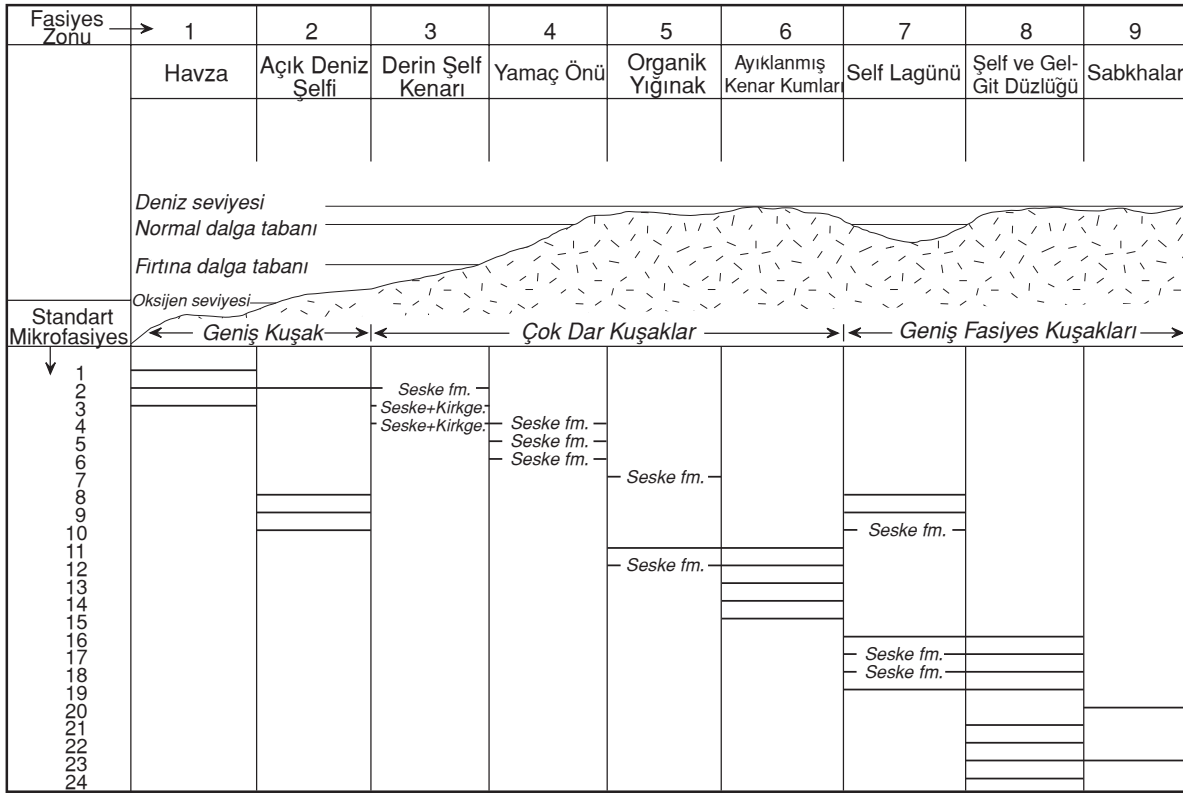 Fasiyes
Zonu
1 2 3 4 5 6 7 8 9
Havza
Açık Deniz
Şelfi
Derin Şelf
Kenarı
Yamaç Önü
Organik
Yığınak
Ayıklanmış
Kenar Kumları
Self Lagünü
Şelf ve Gel-
Git Düzlüğü
Sabkhalar
Deniz seviyesi
Normal dalga tabanı
Fırtına dalga tabanı
Oksijen seviyesi
Standart
Mikrofasiyes
Geniş Kuşak
Çok Dar Kuşaklar
Geniş Fasiyes Kuşakları
1
2 Seske fm.
3 Seske+Kirkge.
4 Seske+Kirkge. Seske fm.
5 Seske fm.
6 Seske fm.
7 Seske fm.
8
9
10 Seske fm.
11
12 Seske fm.
13
14
15
16
17 Seske fm.
18 Seske fm.
19
20
21
22
23
24